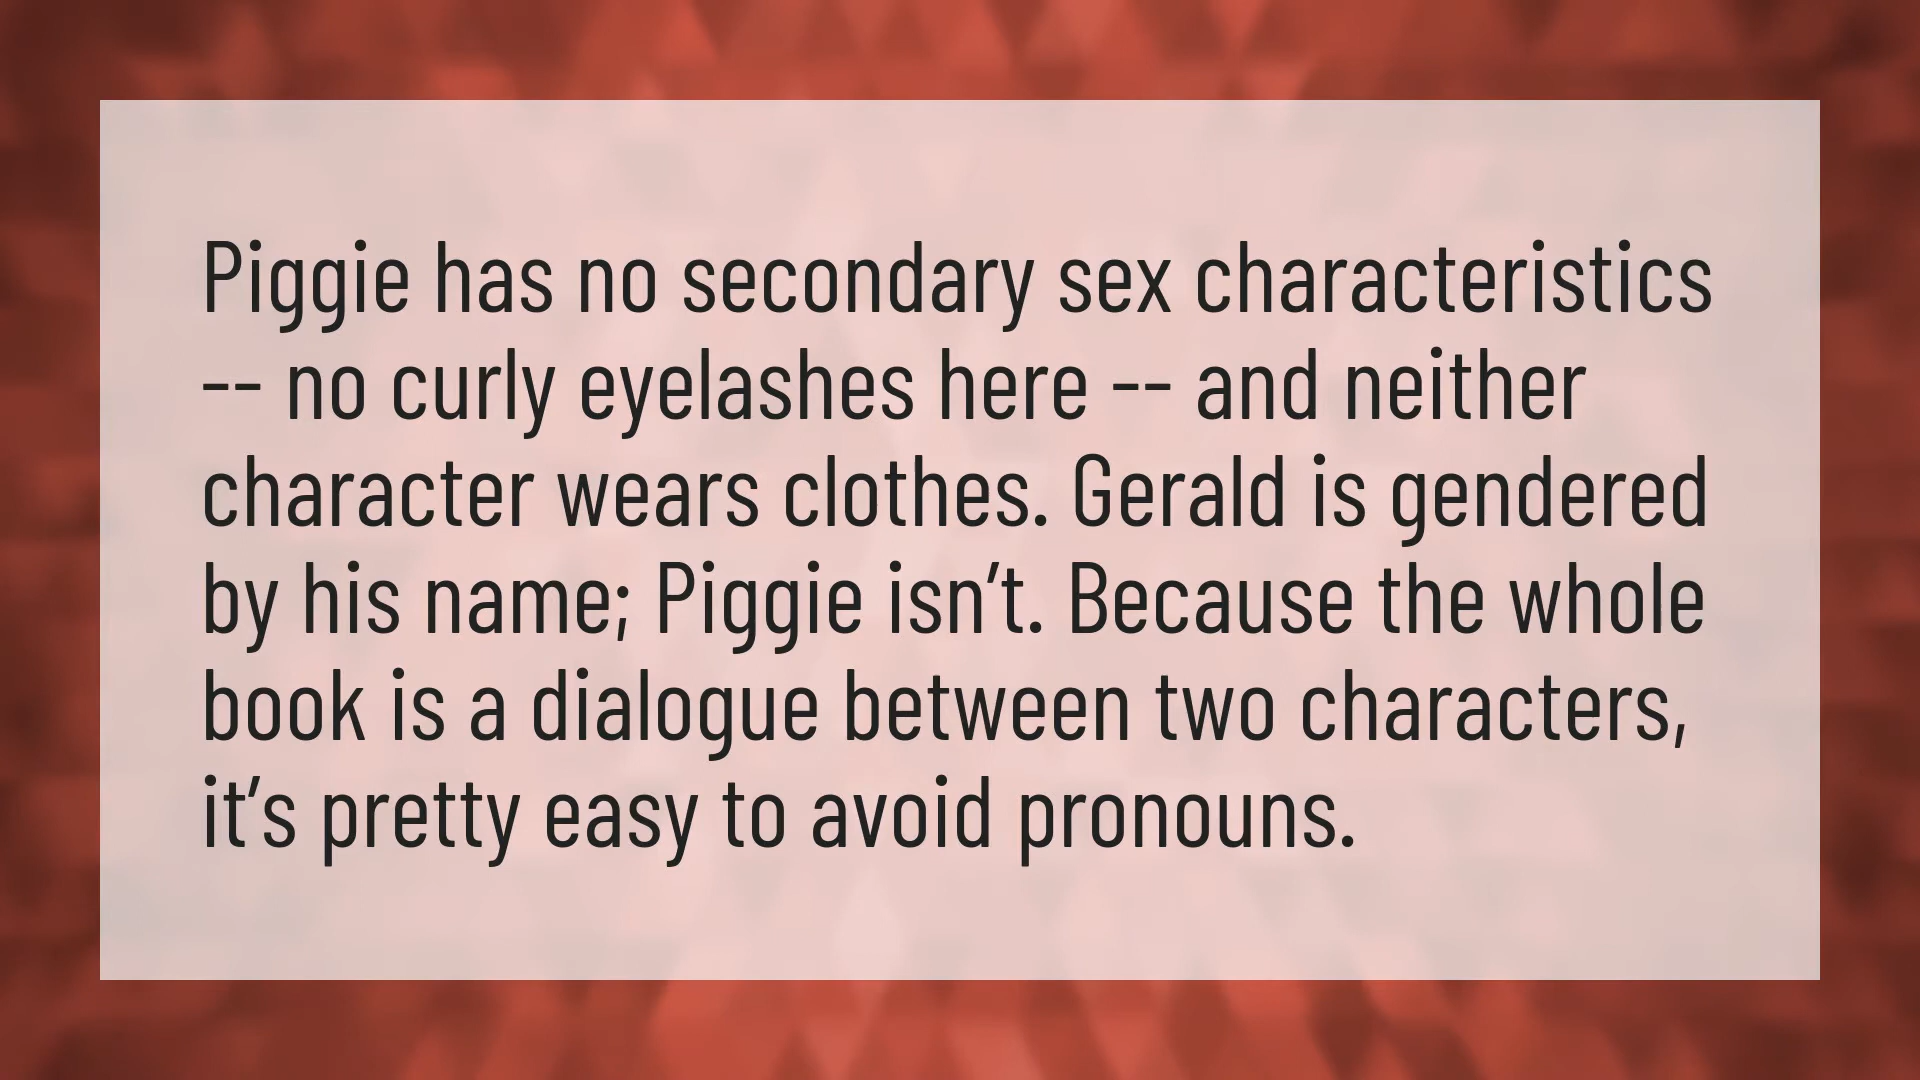 Piggie has no secondary sex characteristics
-- no curly eyelashes here -- and neither
character wears clothes. Gerald is gendered
by his name; Piggie isn’t. Because the whole
book is a dialogue between two characters,
it’s pretty easy to avoid pronouns.